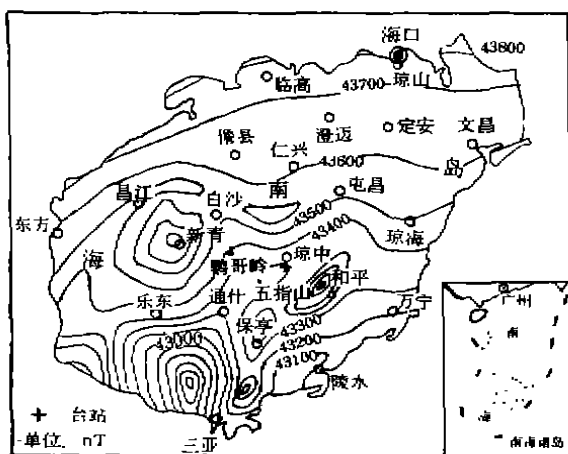 海口
43800
临高
43700
琼山
儋县
澄迈
定安
文昌
仁兴
43600
岛
昌江
白沙
南
屯昌
43500
东方
43400
琼海
新青
海
鹦哥岭
琼中
五指山
和平
乐东
通什
万宁
保亭
43300
43200
43000
43100
陵水
台站
单位 nT
三亚
广州
南
海
南海诸岛